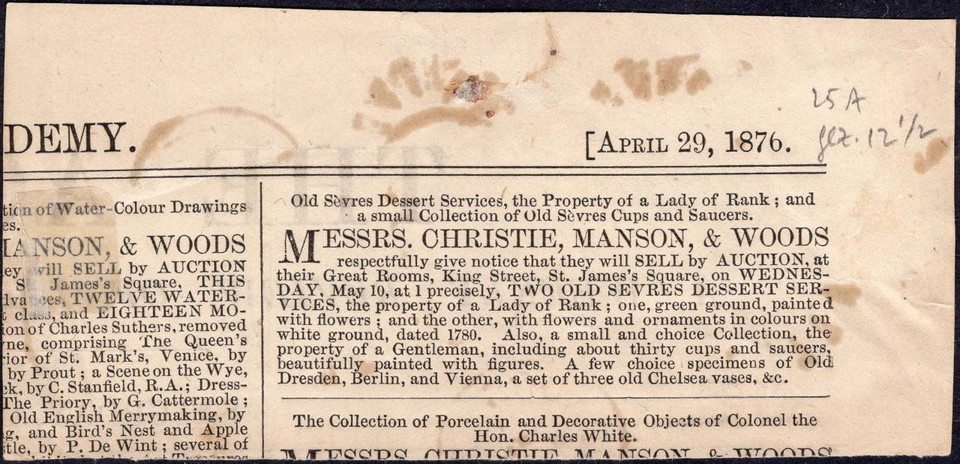 DEMY.
[APRIL 29, 1876.
25 A
gez. 12 1/2
tion of Water-Colour Drawings
es.
MANSON, & WOODS
ey will SELL by AUCTION
S James's Square, THIS
dvances, TWELVE WATER-
t class, and EIGHTEEN MO-
ion of Charles Suthers, removed
ne, comprising The Queen's
rior of St. Mark's, Venice, by
by Prout; a Scene on the Wye,
k, by C. Stanfield, R.A.; Dress-
The Priory, by G. Cattermole;
Old English Merrymaking, by
g, and Bird's Nest and Apple
tle, by P. De Wint; several of
Old Sèvres Dessert Services, the Property of a Lady of Rank; and
a small Collection of Old Sèvres Cups and Saucers.
MESSRS. CHRISTIE, MANSON, & WOODS
respectfully give notice that they will SELL by AUCTION, at
their Great Rooms, King Street, St. James's Square, on WEDNES-
DAY, May 10, at 1 precisely, TWO OLD SEVRES DESSERT SER-
VICES, the property of a Lady of Rank; one, green ground, painted
with flowers; and the other, with flowers and ornaments in colours on
white ground, dated 1780. Also, a small and choice Collection, the
property of a Gentleman, including about thirty cups and saucers,
beautifully painted with figures. A few choice specimens of Old
Dresden, Berlin, and Vienna, a set of three old Chelsea vases, &c.
The Collection of Porcelain and Decorative Objects of Colonel the
Hon. Charles White.
MESSRS. CHRISTIE, MANSON, & WOODS